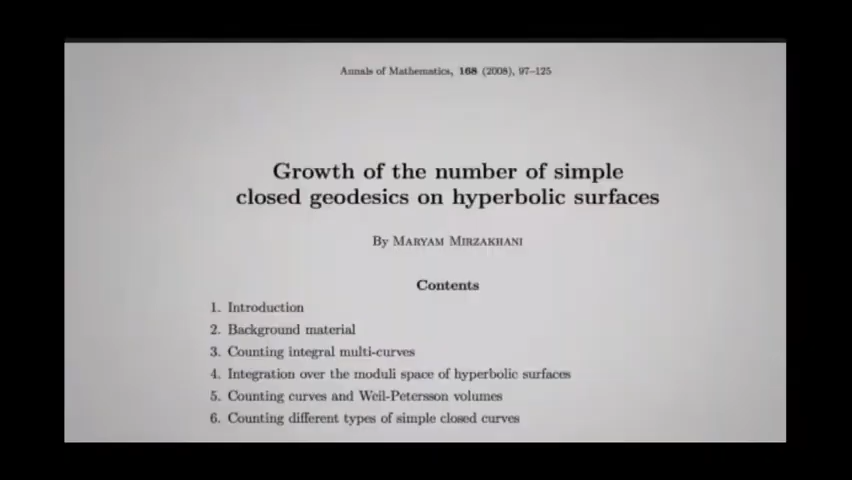 Annals of Mathematics, 168 (2008), 97–125
Growth of the number of simple
closed geodesics on hyperbolic surfaces
By Maryam Mirzakhani
Contents
1. Introduction
2. Background material
3. Counting integral multi-curves
4. Integration over the moduli space of hyperbolic surfaces
5. Counting curves and Weil-Petersson volumes
6. Counting different types of simple closed curves